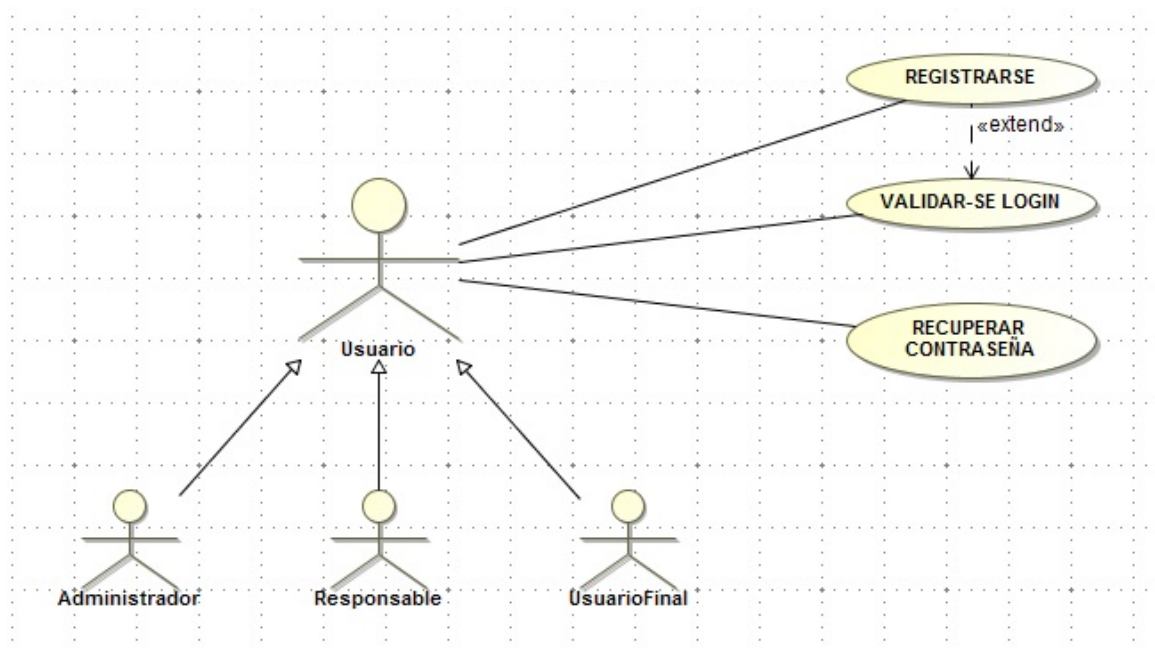 REGISTRARSE
«extend»
VALIDAR-SE LOGIN
RECUPERAR
CONTRASEÑA
Usuario
Administrador
Responsable
UsuarioFinal